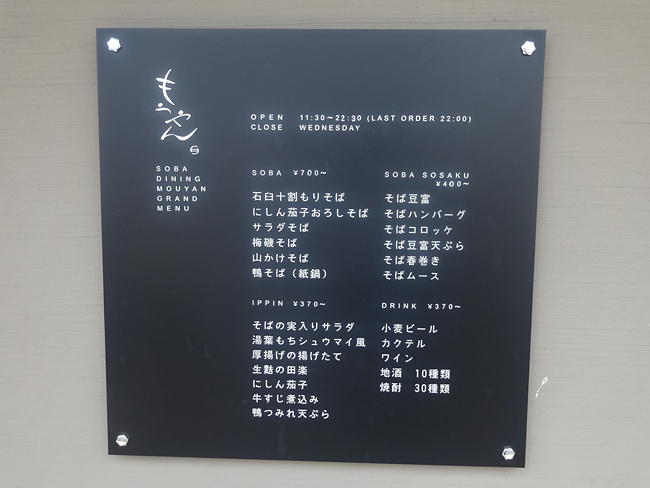 もうやん
OPEN 11:30〜22:30 (LAST ORDER 22:00)
CLOSE WEDNESDAY
SOBA
DINING
MOUYAN
GRAND
MENU
SOBA ¥700〜
石臼十割もりそば
にしん茄子おろしそば
サラダそば
梅磯そば
山かけそば
鴨そば（紙鍋）
SOBA SOSAKU
¥400〜
そば豆富
そばハンバーグ
そばコロッケ
そば豆富天ぷら
そば春巻き
そばムース
IPPIN ¥370〜
そばの実入りサラダ
湯葉もちシュウマイ風
厚揚げの揚げたて
生麩の田楽
にしん茄子
牛すじ煮込み
鴨つみれ天ぷら
DRINK ¥370〜
小麦ビール
カクテル
ワイン
地酒 10種類
焼酎 30種類